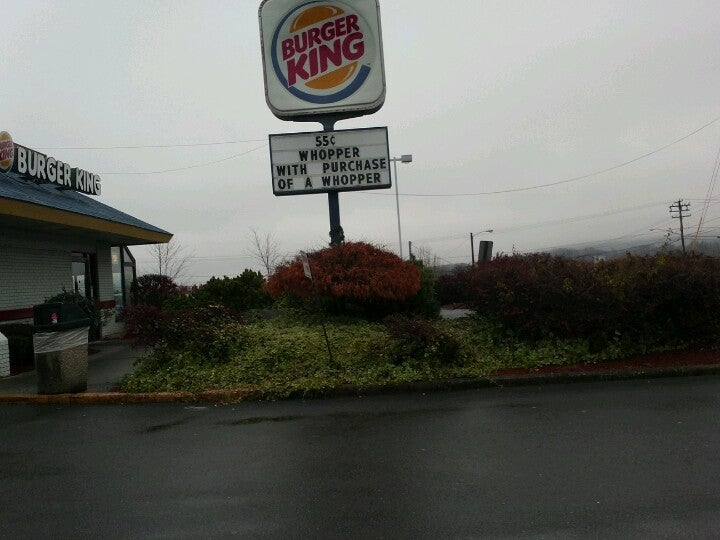 BURGER
KING
55¢
WHOPPER
WITH PURCHASE
OF A WHOPPER
BURGER KING